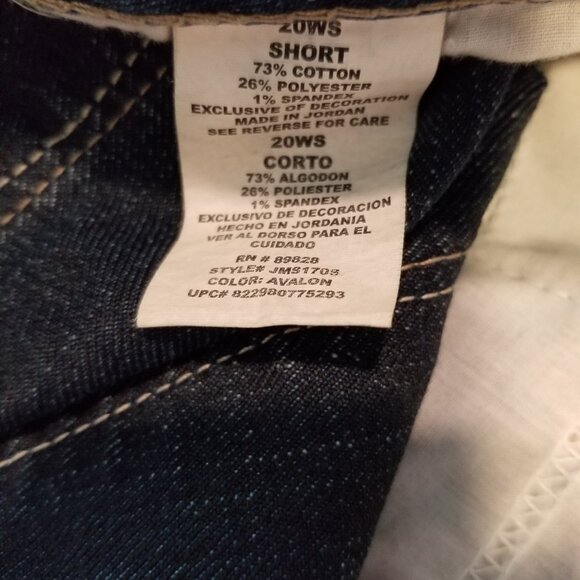 20WS
SHORT
73% COTTON
26% POLYESTER
1% SPANDEX
EXCLUSIVE OF DECORATION
MADE IN JORDAN
SEE REVERSE FOR CARE
20WS
CORTO
73% ALGODON
26% POLIESTER
1% SPANDEX
EXCLUSIVO DE DECORACION
HECHO EN JORDANIA
VER AL DORSO PARA EL
CUIDADO
RN # 89828
STYLE# JMS1708
COLOR: AVALON
UPC# 822980775293